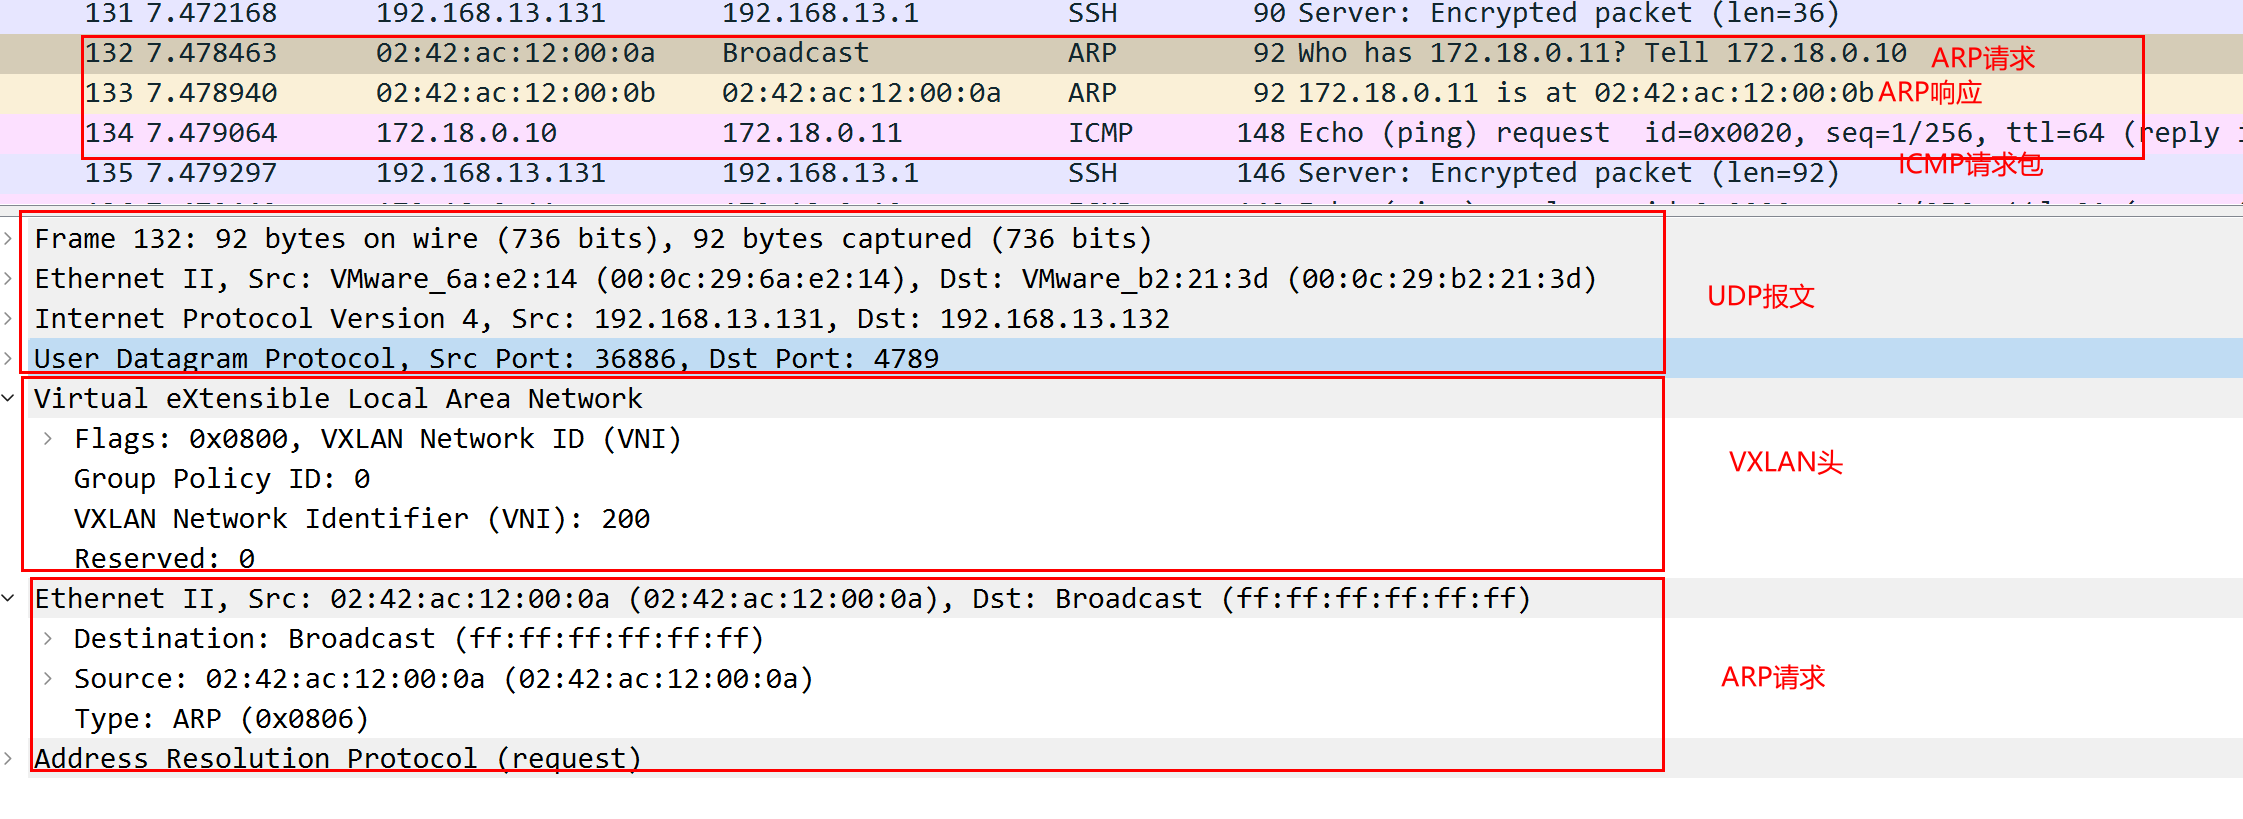 131 7.472168 192.168.13.131 192.168.13.1 SSH 90 Server: Encrypted packet (len=36)
132 7.478463 02:42:ac:12:00:0a Broadcast ARP 92 Who has 172.18.0.11? Tell 172.18.0.10 ARP请求
133 7.478940 02:42:ac:12:00:0b 02:42:ac:12:00:0a ARP 92 172.18.0.11 is at 02:42:ac:12:00:0b ARP响应
134 7.479064 172.18.0.10 172.18.0.11 ICMP 148 Echo (ping) request id=0x0020, seq=1/256, ttl=64 (reply
ICMP请求包
135 7.479297 192.168.13.131 192.168.13.1 SSH 146 Server: Encrypted packet (len=92)
Frame 132: 92 bytes on wire (736 bits), 92 bytes captured (736 bits)
Ethernet II, Src: VMware_6a:e2:14 (00:0c:29:6a:e2:14), Dst: VMware_b2:21:3d (00:0c:29:b2:21:3d)
UDP报文
Internet Protocol Version 4, Src: 192.168.13.131, Dst: 192.168.13.132
User Datagram Protocol, Src Port: 36886, Dst Port: 4789
Virtual eXtensible Local Area Network
Flags: 0x0800, VXLAN Network ID (VNI)
VXLAN头
Group Policy ID: 0
VXLAN Network Identifier (VNI): 200
Reserved: 0
Ethernet II, Src: 02:42:ac:12:00:0a (02:42:ac:12:00:0a), Dst: Broadcast (ff:ff:ff:ff:ff:ff)
Destination: Broadcast (ff:ff:ff:ff:ff:ff)
Source: 02:42:ac:12:00:0a (02:42:ac:12:00:0a)
ARP请求
Type: ARP (0x0806)
Address Resolution Protocol (request)